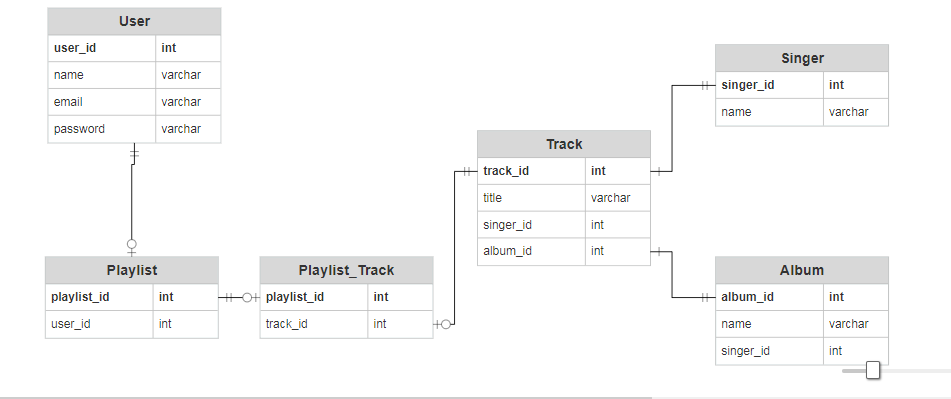 User
user_id int
name varchar
email varchar
password varchar
Singer
singer_id int
name varchar
Track
track_id int
title varchar
singer_id int
album_id int
Playlist
playlist_id int
user_id int
Playlist_Track
playlist_id int
track_id int
Album
album_id int
name varchar
singer_id int